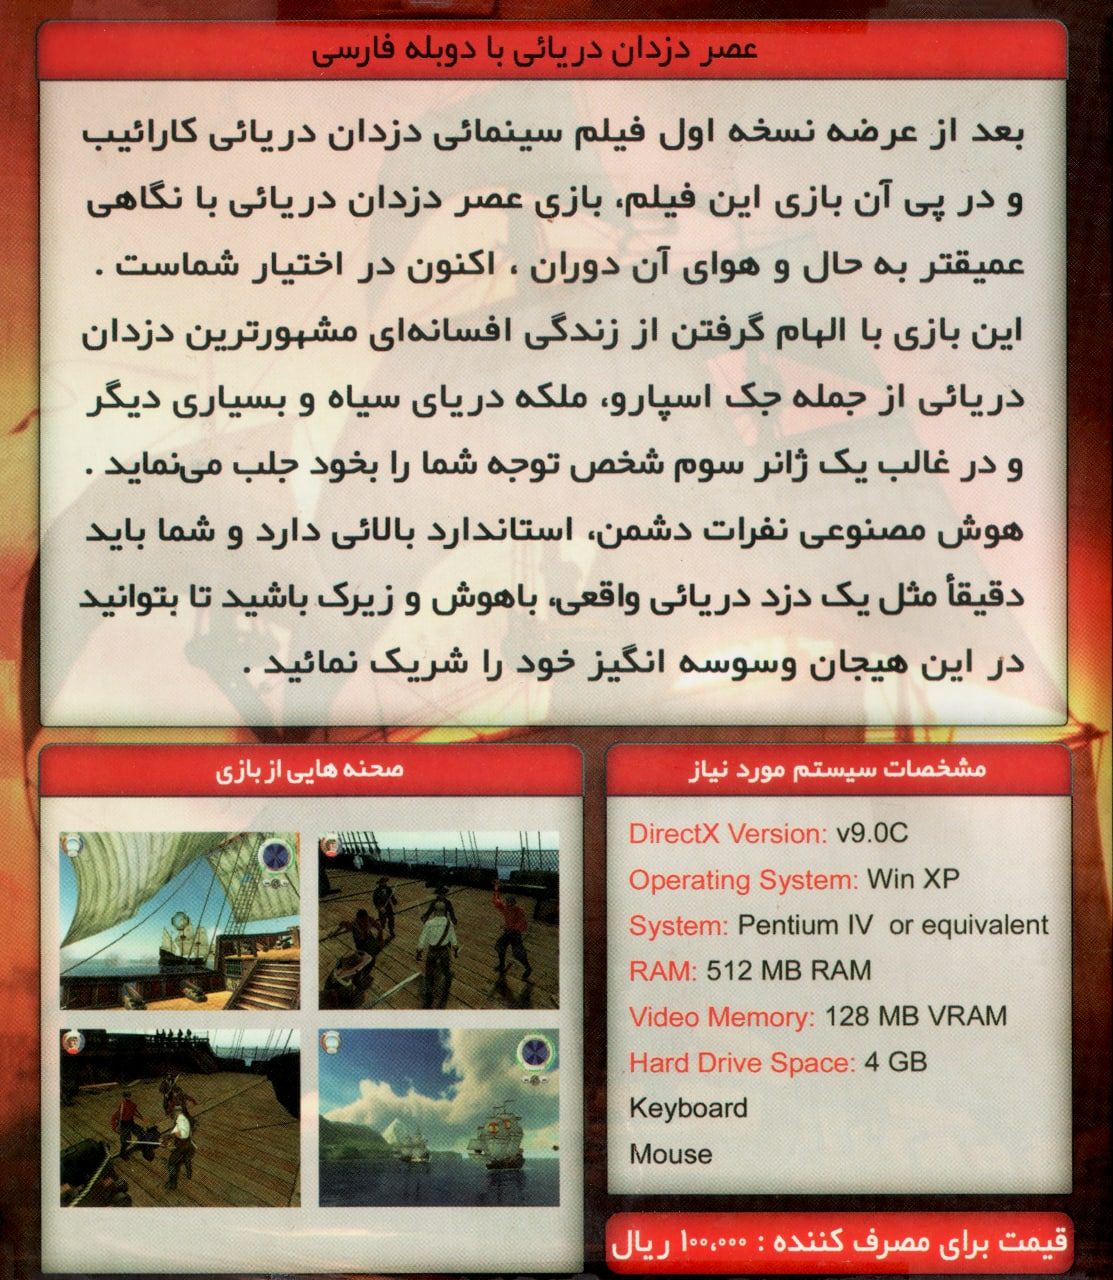 عصر دزدان دریائی با دوبله فارسی
بعد از عرضه نسخه اول فیلم سینمائی دزدان دریائی کارائیب
و در پی آن بازی این فیلم، بازی عصر دزدان دریائی با نگاهی
عمیقتر به حال و هوای آن دوران ، اکنون در اختیار شماست .
این بازی با الهام گرفتن از زندگی افسانه‌ای مشهورترین دزدان
دریائی از جمله جک اسپارو، ملکه دریای سیاه و بسیاری دیگر
و در غالب یک ژانر سوم شخص توجه شما را بخود جلب می‌نماید .
هوش مصنوعی نفرات دشمن، استاندارد بالائی دارد و شما باید
دقیقأ مثل یک دزد دریائی واقعی، باهوش و زیرک باشید تا بتوانید
در این هیجان وسوسه انگیز خود را شریک نمائید .
مشخصات سیستم مورد نیاز
DirectX Version: v9.0C
Operating System: Win XP
System: Pentium IV or equivalent
RAM: 512 MB RAM
Video Memory: 128 MB VRAM
Hard Drive Space: 4 GB
Keyboard
Mouse
قیمت برای مصرف کننده : ۱۰۰،۰۰۰ ریال
صحنه هایی از بازی